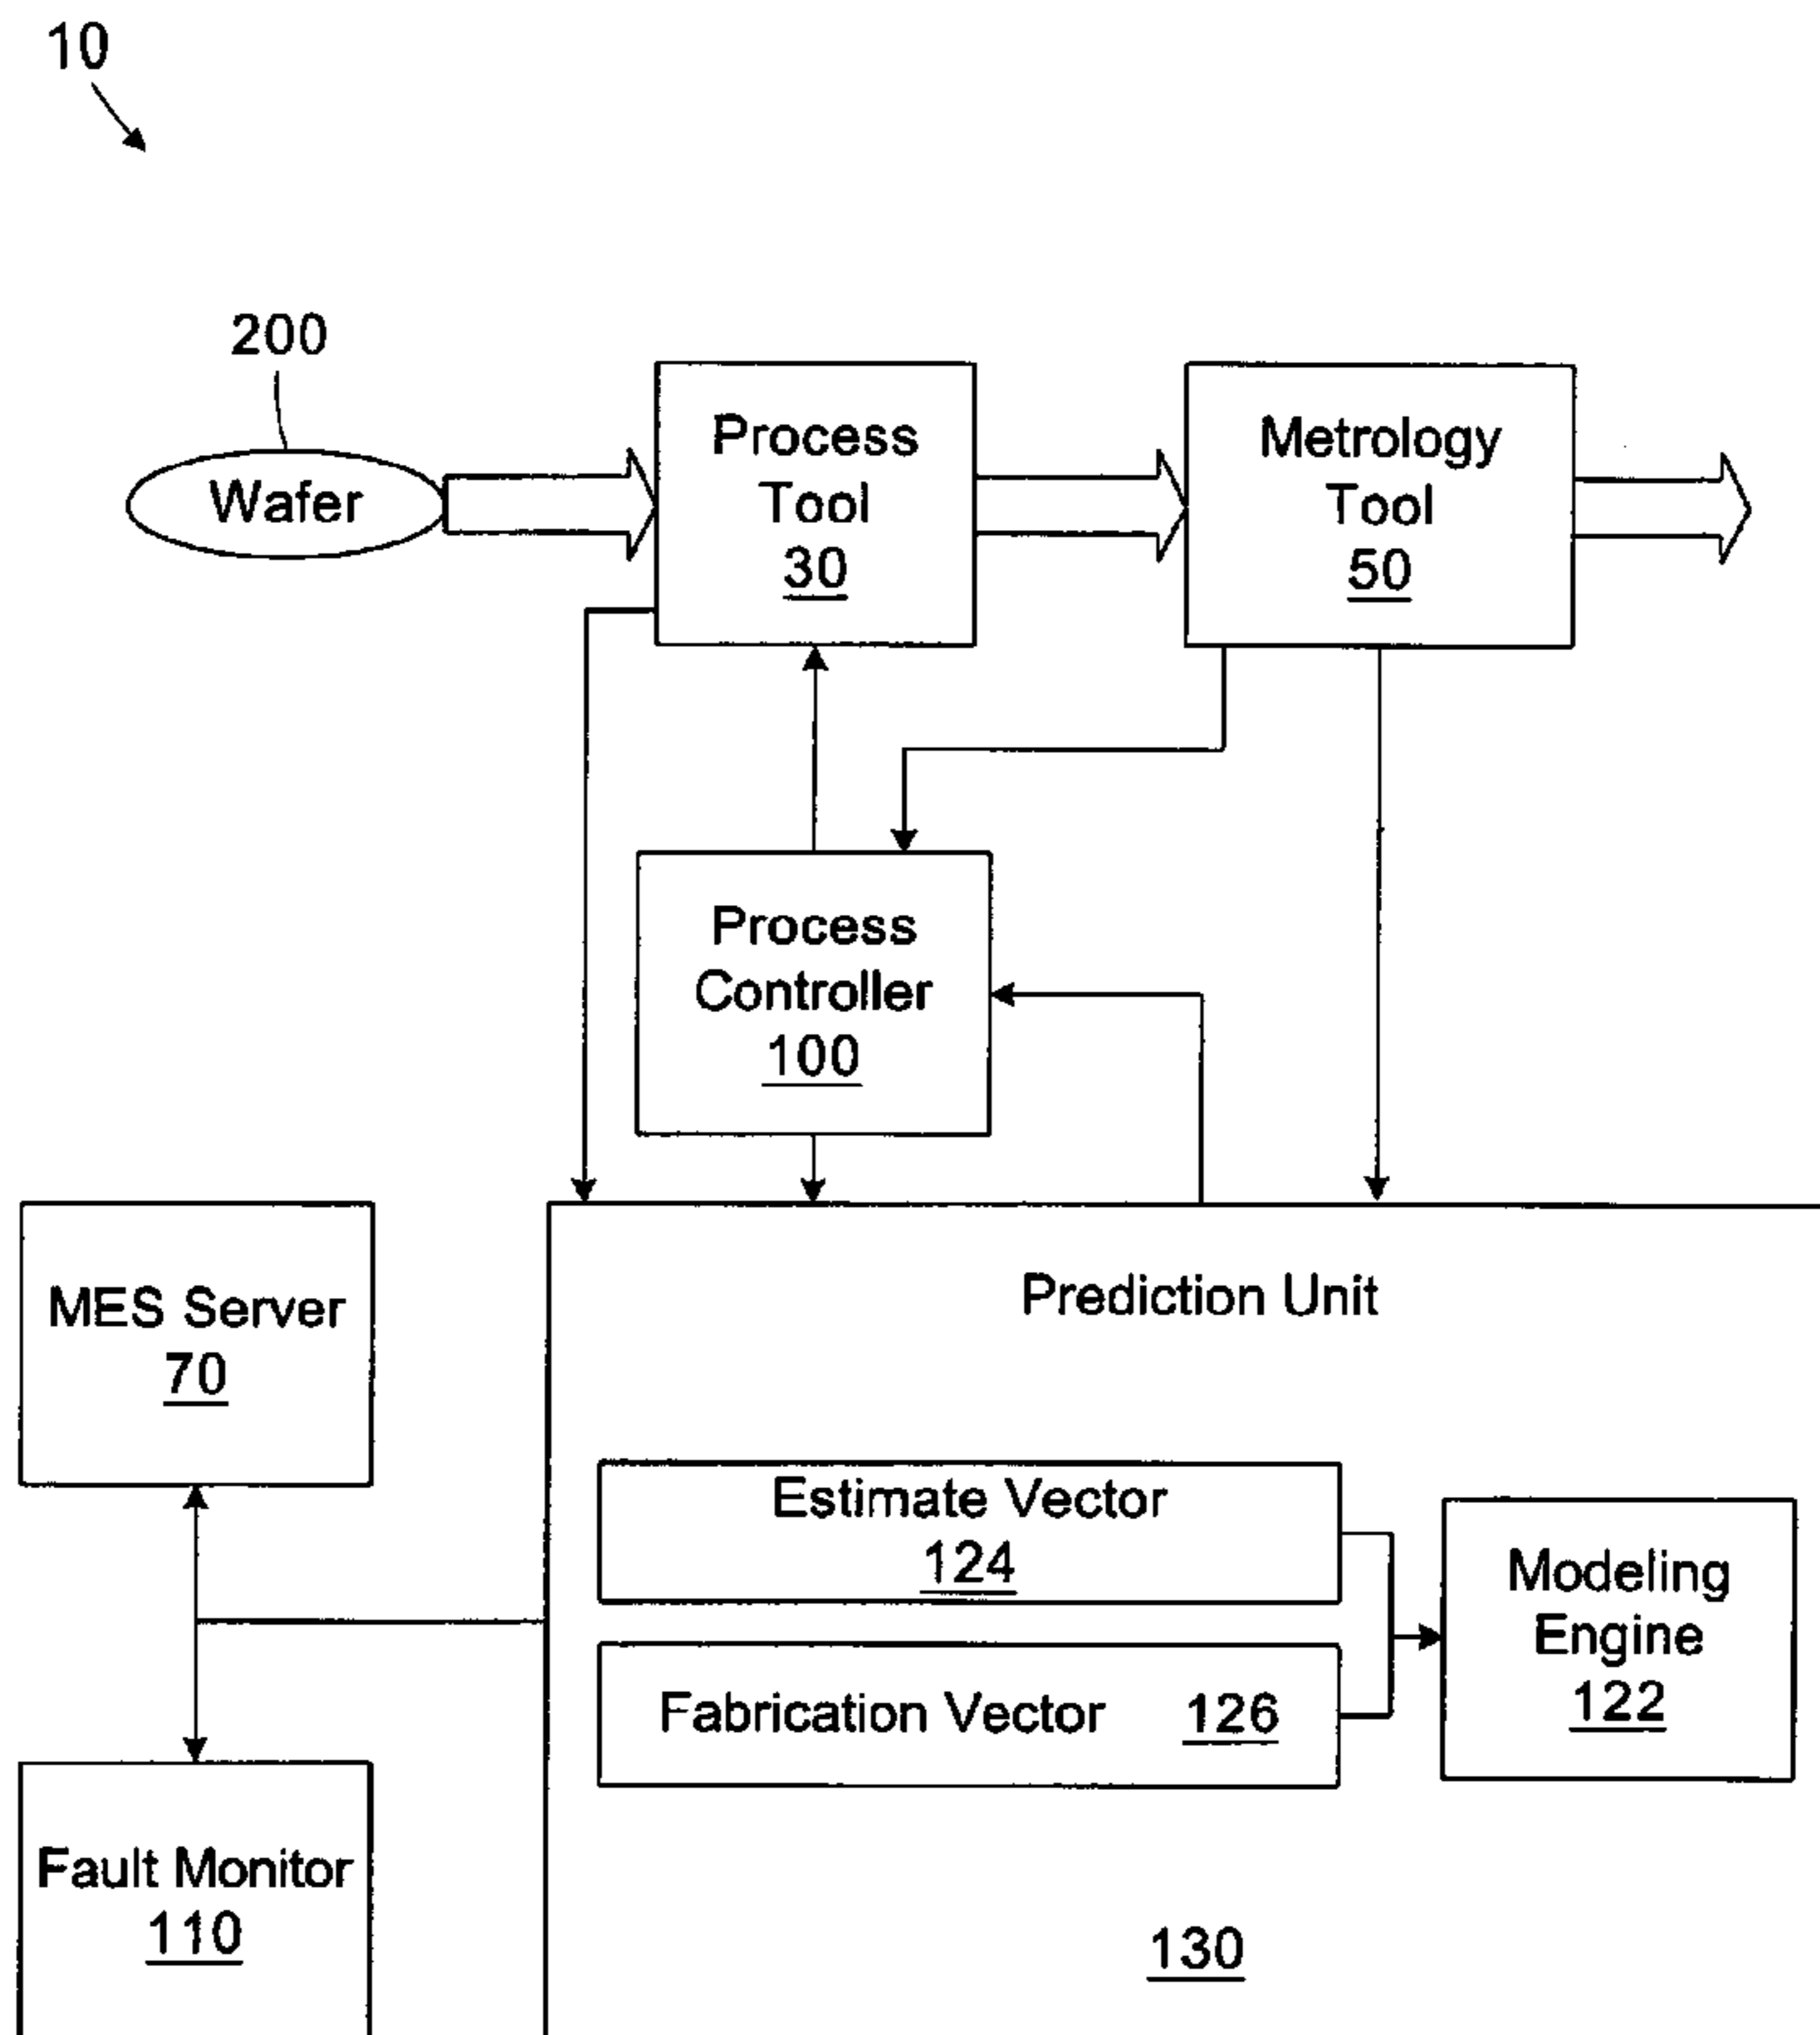 10
200
Wafer
Process
Tool
30
Metrology
Tool
50
Process
Controller
100
MES Server
70
Prediction Unit
Estimate Vector
124
Fabrication Vector 126
Modeling
Engine
122
Fault Monitor
110
130